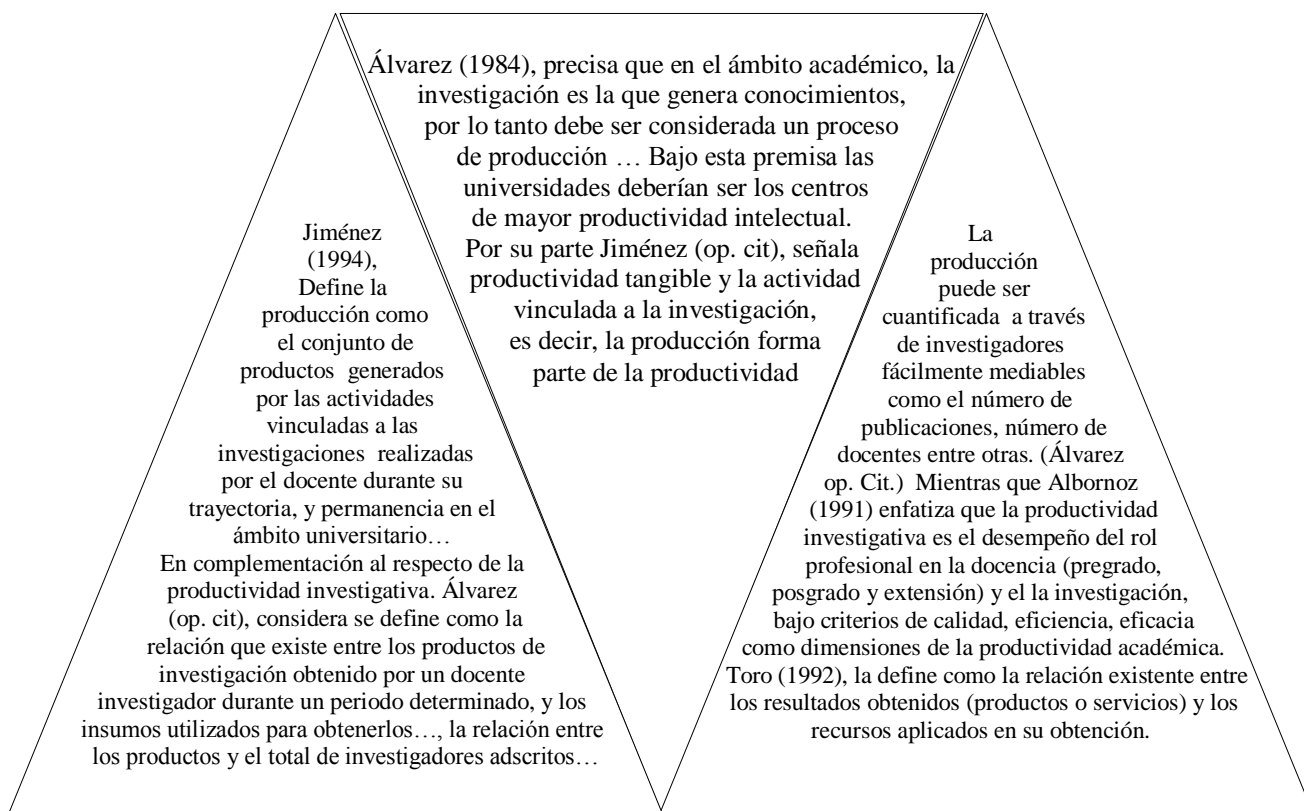 Jiménez
(1994),
Define la
producción como
el conjunto de
productos generados
por las actividades
vinculadas a las
investigaciones realizadas
por el docente durante su
trayectoria, y permanencia en el
ámbito universitario…
En complementación al respecto de la
productividad investigativa. Álvarez
(op. cit), considera se define como la
relación que existe entre los productos de
investigación obtenido por un docente
investigador durante un periodo determinado, y los
insumos utilizados para obtenerlos…, la relación entre
los productos y el total de investigadores adscritos…
Álvarez (1984), precisa que en el ámbito académico, la
investigación es la que genera conocimientos,
por lo tanto debe ser considerada un proceso
de producción … Bajo esta premisa las
universidades deberían ser los centros
de mayor productividad intelectual.
Por su parte Jiménez (op. cit), señala
productividad tangible y la actividad
vinculada a la investigación,
es decir, la producción forma
parte de la productividad
La
producción
puede ser
cuantificada a través
de investigadores
fácilmente mediables
como el número de
publicaciones, número de
docentes entre otras. (Álvarez
op. Cit.) Mientras que Albornoz
(1991) enfatiza que la productividad
investigativa es el desempeño del rol
profesional en la docencia (pregrado,
posgrado y extensión) y el la investigación,
bajo criterios de calidad, eficiencia, eficacia
como dimensiones de la productividad académica.
Toro (1992), la define como la relación existente entre
los resultados obtenidos (productos o servicios) y los
recursos aplicados en su obtención.